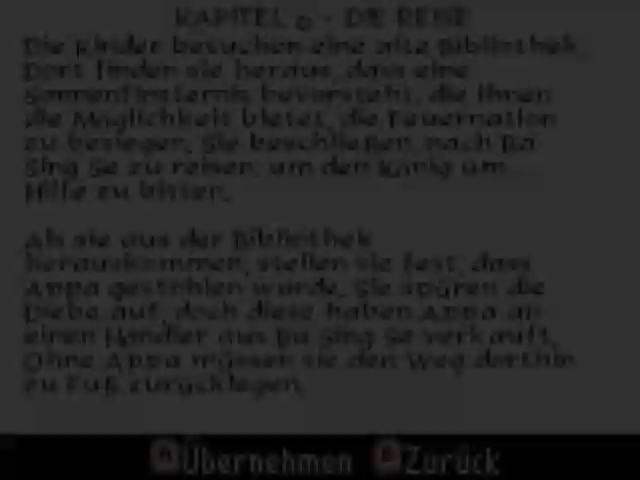 KAPITEL 0 - DIE REISE
Die Kinder besuchen eine alte Bibliothek.
Dort finden sie heraus, dass eine
Sonnenfinsternis bevorsteht, die ihnen
die Möglichkeit bietet, die Feuernation
zu besiegen. Sie beschließen, nach Ba
Sing Se zu reisen, um den König um
Hilfe zu bitten.
Als sie aus der Bibliothek
herauskommen, stellen sie fest, dass
Appa gestohlen wurde. Sie spüren die
Diebe auf, doch diese haben Appa an
einen Händler aus Ba Sing Se verkauft.
Ohne Appa müssen sie den Weg dorthin
zu Fuß zurücklegen.
Übernehmen Zurück